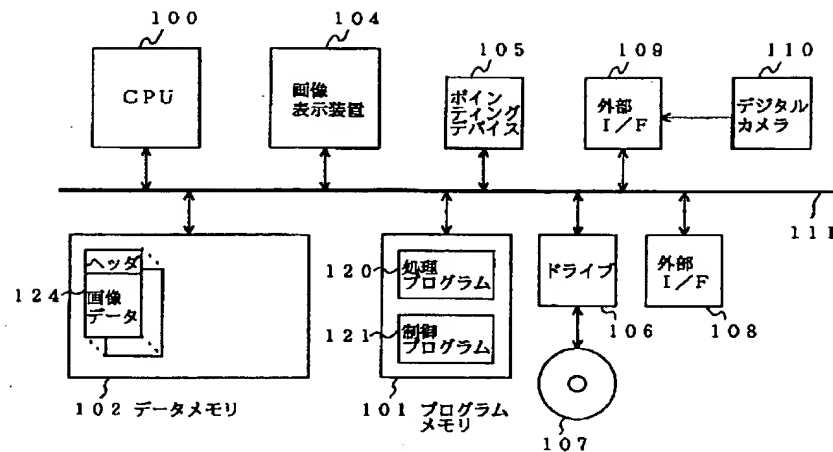 100
104
105
109
110
CPU
画像
表示装置
ポイン
ティング
デバイス
外部
I/F
デジタル
カメラ
111
124
ヘッダ
画像
データ
120
処理
プログラム
121
制御
プログラム
ドライブ
106
外部
I/F
108
102 データメモリ
101 プログラム
メモリ
107